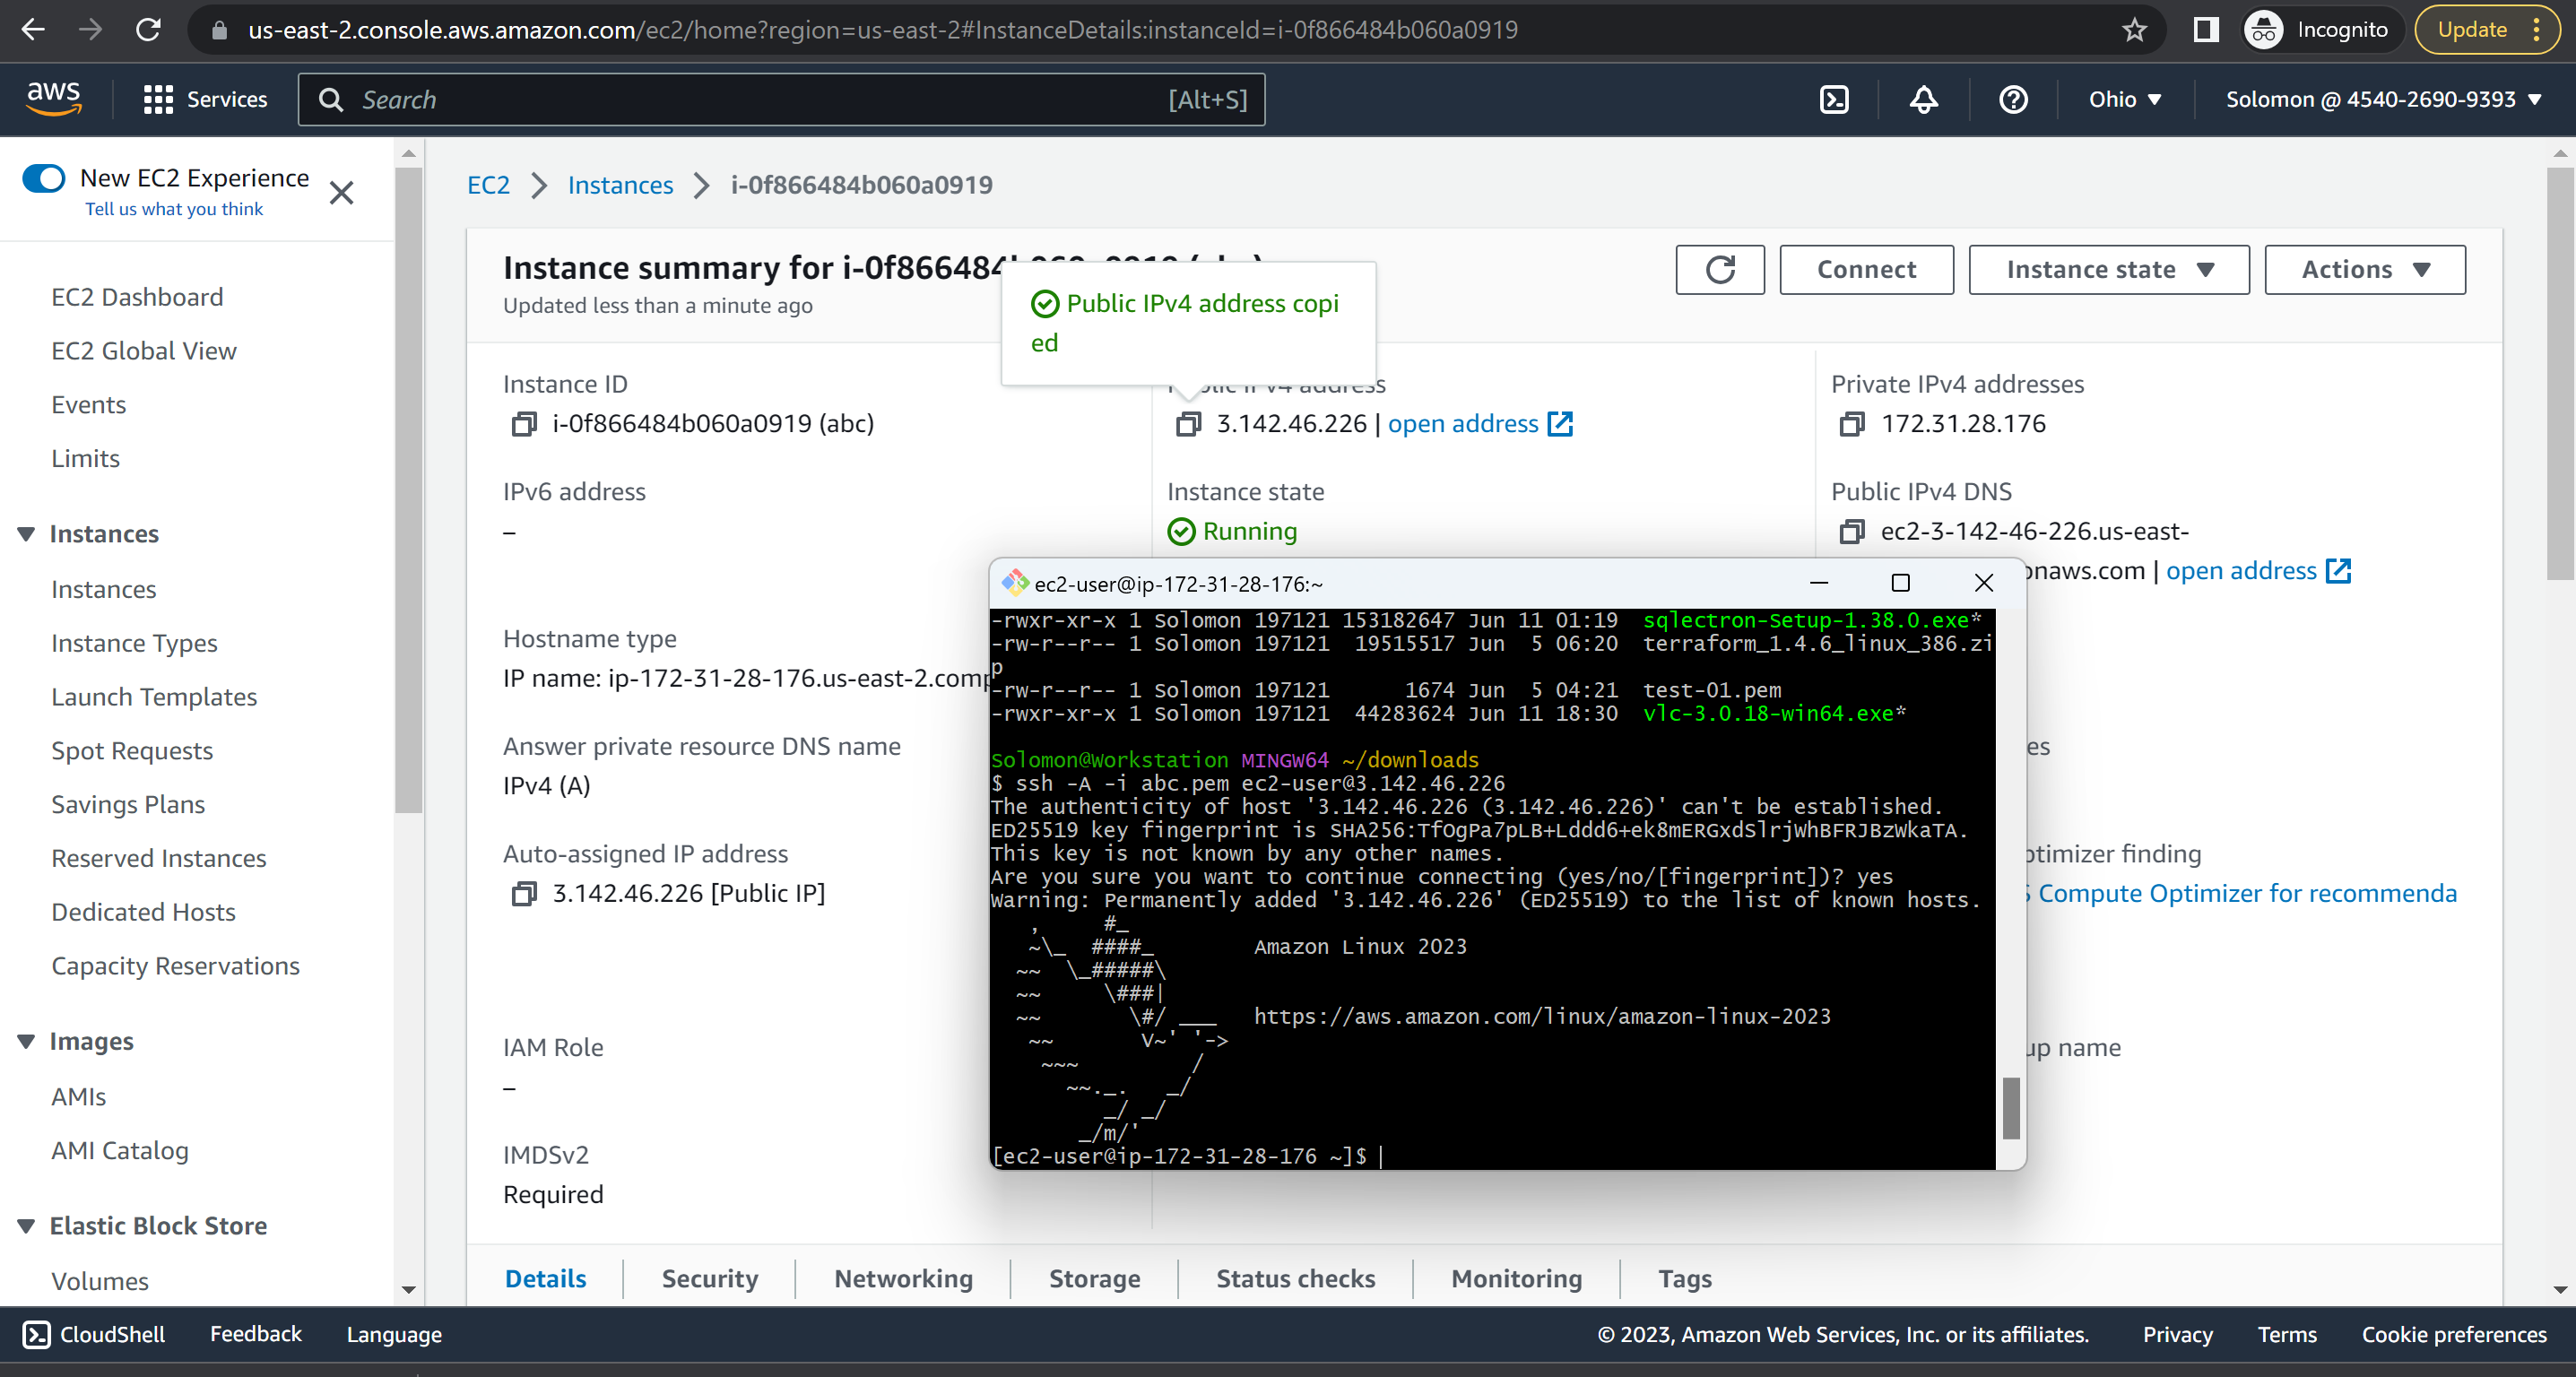 us-east-2.console.aws.amazon.com/ec2/home?region=us-east-2#InstanceDetails:instanceId=i-0f866484b060a0919
Incognito
Update
aws
Services
Search
[Alt+S]
Ohio
Solomon @ 4540-2690-9393
New EC2 Experience
Tell us what you think
EC2 Dashboard
EC2 Global View
Events
Limits
Instances
Instances
Instance Types
Launch Templates
Spot Requests
Savings Plans
Reserved Instances
Dedicated Hosts
Capacity Reservations
Images
AMIs
AMI Catalog
Elastic Block Store
Volumes
EC2 > Instances > i-0f866484b060a0919
Instance summary for i-0f866484b060a0919 (abc)
Updated less than a minute ago
Connect
Instance state
Actions
Public IPv4 address copi
ed
Instance ID
i-0f866484b060a0919 (abc)
IPv6 address
–
Hostname type
IP name: ip-172-31-28-176.us-east-2.comp
Answer private resource DNS name
IPv4 (A)
Auto-assigned IP address
3.142.46.226 [Public IP]
IAM Role
–
IMDSv2
Required
Public IPv4 address
3.142.46.226 | open address
Instance state
Running
Private IPv4 addresses
172.31.28.176
Public IPv4 DNS
ec2-3-142-46-226.us-east-
onaws.com | open address
es
optimizer finding
S Compute Optimizer for recommenda
up name
ec2-user@ip-172-31-28-176:~
-rwxr-xr-x 1 Solomon 197121 153182647 Jun 11 01:19  sqlectron-Setup-1.38.0.exe*
-rw-r--r-- 1 Solomon 197121  19515517 Jun  5 06:20  terraform_1.4.6_linux_386.zi
p
-rw-r--r-- 1 Solomon 197121      1674 Jun  5 04:21  test-01.pem
-rwxr-xr-x 1 Solomon 197121  44283624 Jun 11 18:30  vlc-3.0.18-win64.exe*
Solomon@Workstation MINGW64 ~/downloads
$ ssh -A -i abc.pem ec2-user@3.142.46.226
The authenticity of host '3.142.46.226 (3.142.46.226)' can't be established.
ED25519 key fingerprint is SHA256:TfOgPa7pLB+Lddd6+ek8mERGxdSlrjWhBFRJBzWkaTA.
This key is not known by any other names.
Are you sure you want to continue connecting (yes/no/[fingerprint])? yes
Warning: Permanently added '3.142.46.226' (ED25519) to the list of known hosts.
   ,     #_
   ~\_  ####_        Amazon Linux 2023
  ~~  \_#####\
  ~~     \###|
  ~~       \#/ ___   https://aws.amazon.com/linux/amazon-linux-2023
   ~~       V~' '->
    ~~~         /
      ~~._.   _/
         _/ _/
       _/m/'
[ec2-user@ip-172-31-28-176 ~]$
Details
Security
Networking
Storage
Status checks
Monitoring
Tags
CloudShell
Feedback
Language
© 2023, Amazon Web Services, Inc. or its affiliates.
Privacy
Terms
Cookie preferences